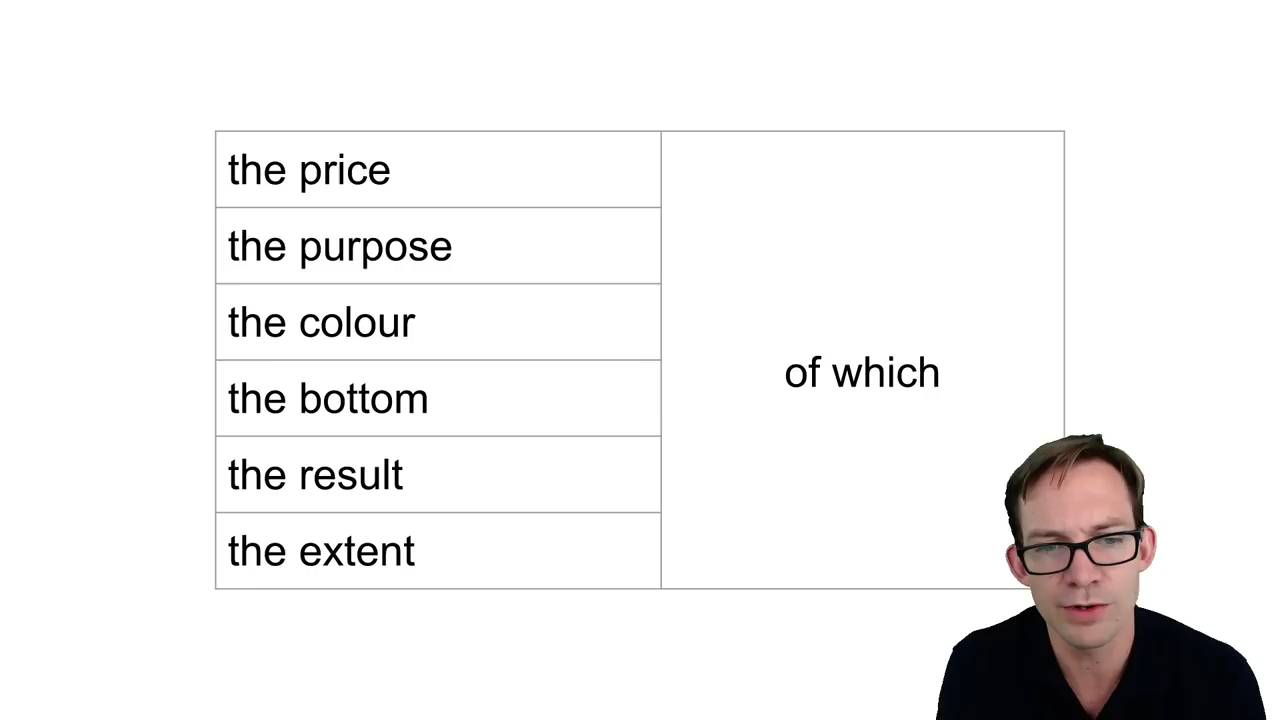 the price
the purpose
the colour
the bottom
the result
the extent
of which